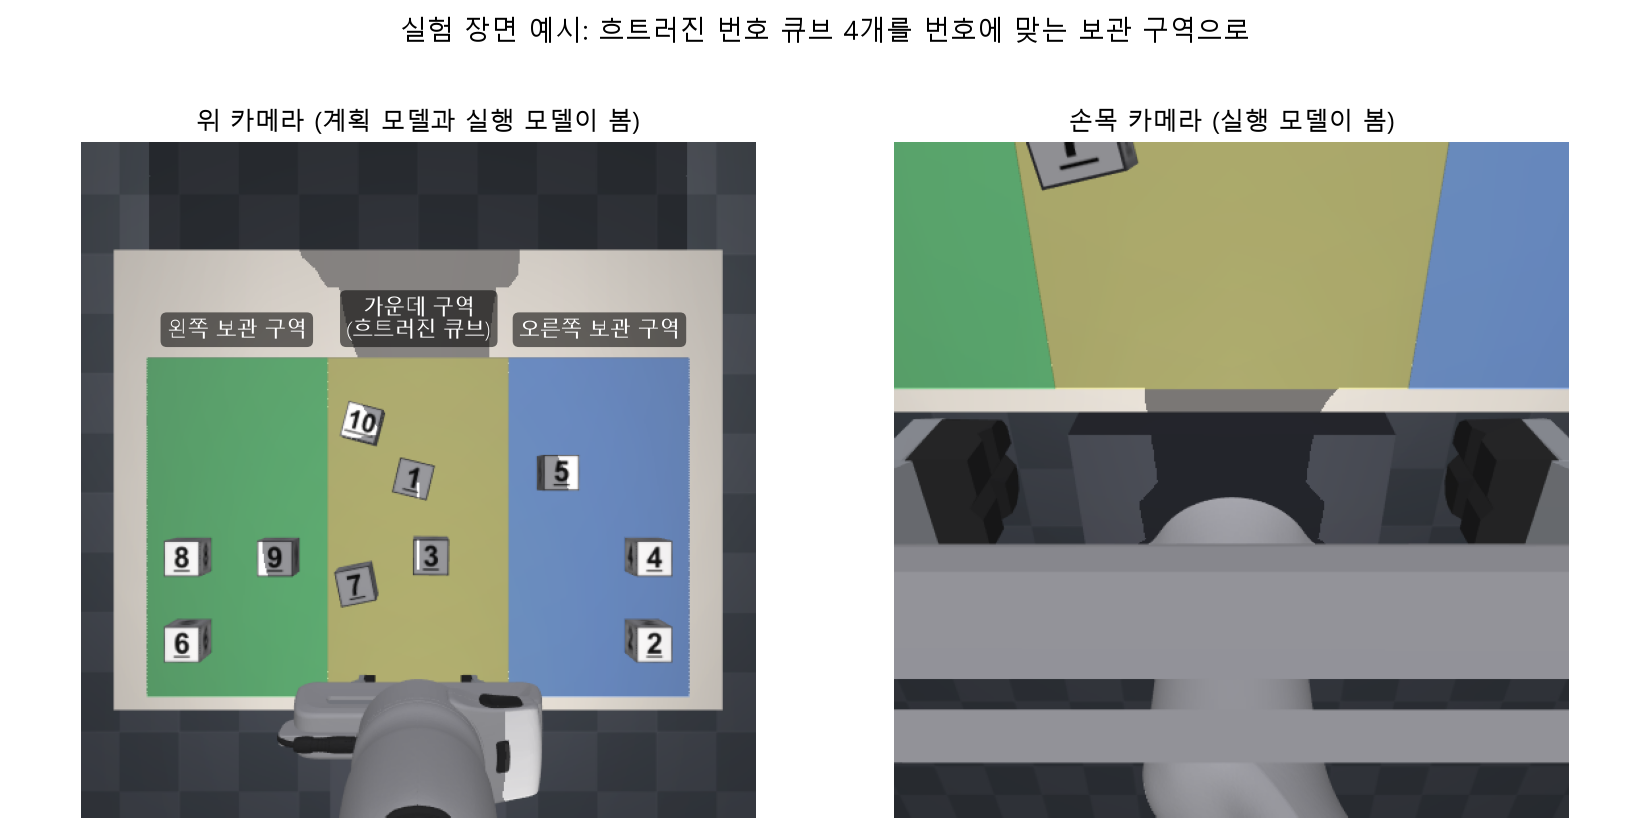 실험 장면 예시: 흐트러진 번호 큐브 4개를 번호에 맞는 보관 구역으로
위 카메라 (계획 모델과 실행 모델이 봄)
손목 카메라 (실행 모델이 봄)
왼쪽 보관 구역
가운데 구역
(흐트러진 큐브)
오른쪽 보관 구역
10
1
5
8
9
7
3
4
6
2
1